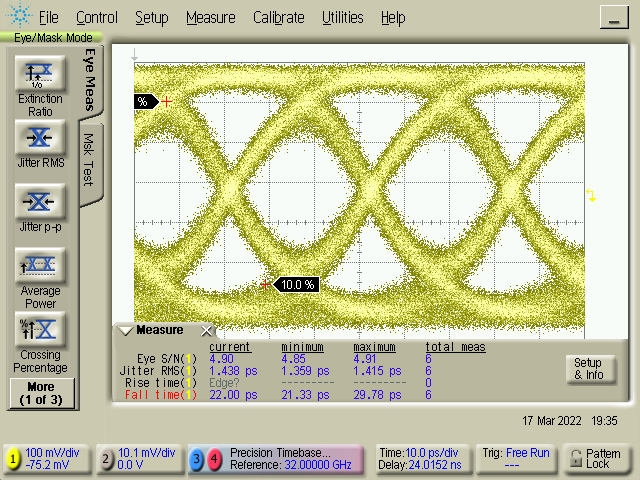 File Control Setup Measure Calibrate Utilities Help
Eye/Mask Mode
Eye Meas
Msk Test
1/0
Extinction
Ratio
Jitter RMS
Jitter p-p
Average
Power
%
Crossing
Percentage
More
(1 of 3)
%
10.0 %
Measure
current minimum maximum total meas
Eye S/N(1) 4.90 4.85 4.91 6
Jitter RMS(1) 1.438 ps 1.359 ps 1.415 ps 6
Rise time(1) Edge? --------- --------- 0
Fall time(1) 22.00 ps 21.33 ps 29.78 ps 6
Setup
& Info
17 Mar 2022 19:35
1 100 mV/div
-75.2 mV
2 10.1 mV/div
0.0 V
3 4 Precision Timebase...
Reference: 32.00000 GHz
Time:10.0 ps/div
Delay:24.0152 ns
Trig: Free Run
---
Pattern
Lock